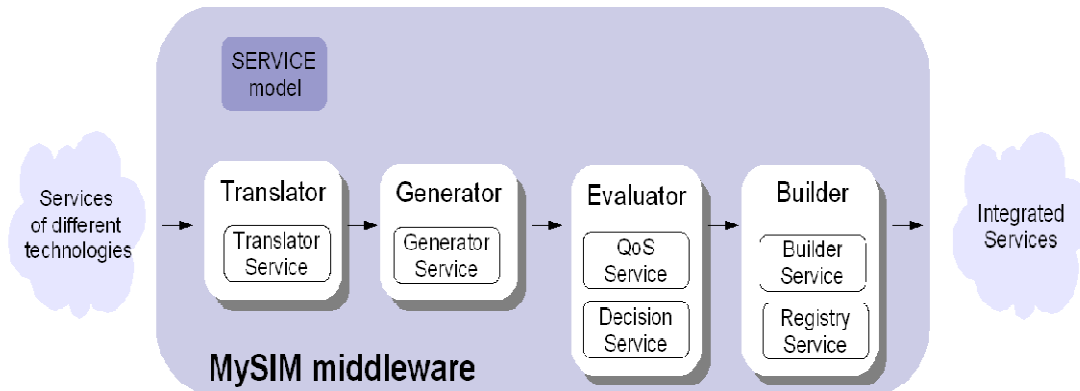 SERVICE
model
Services
of different
technologies
Translator
Translator
Service
Generator
Generator
Service
Evaluator
QoS
Service
Decision
Service
Builder
Builder
Service
Registry
Service
Integrated
Services
MySIM middleware